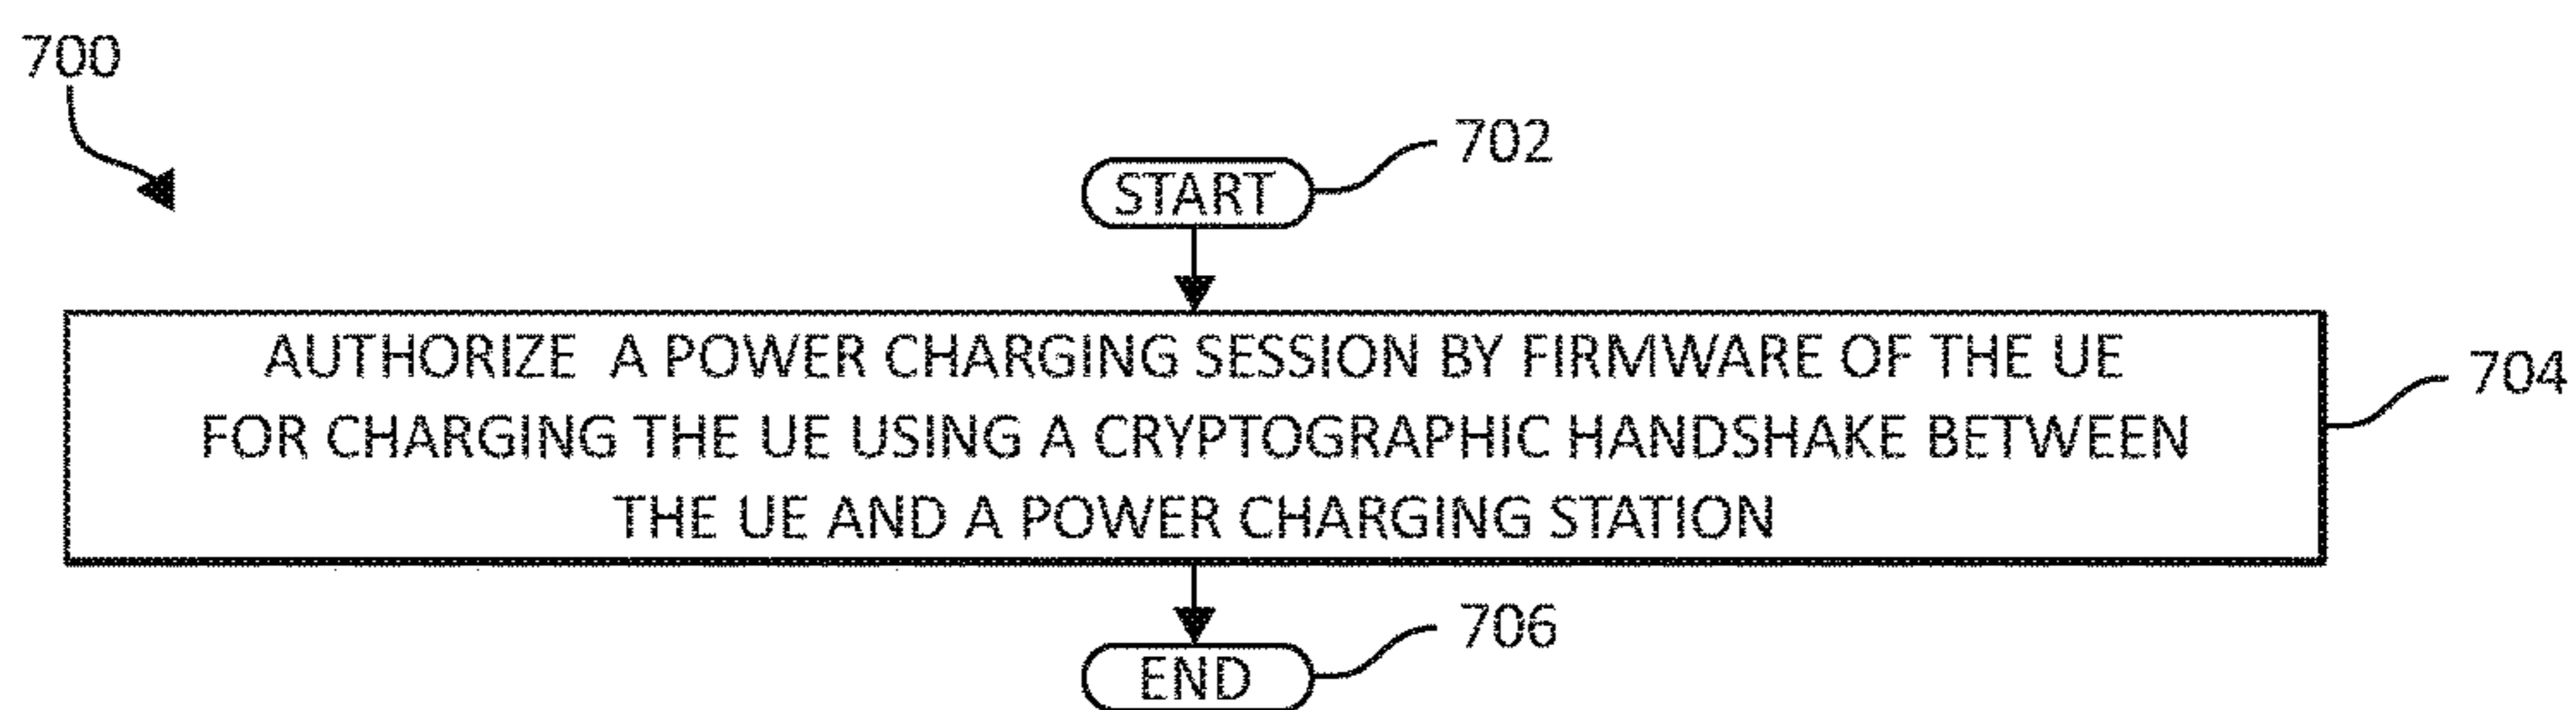 700
START
702
AUTHORIZE A POWER CHARGING SESSION BY FIRMWARE OF THE UE
FOR CHARGING THE UE USING A CRYPTOGRAPHIC HANDSHAKE BETWEEN
THE UE AND A POWER CHARGING STATION
704
END
706